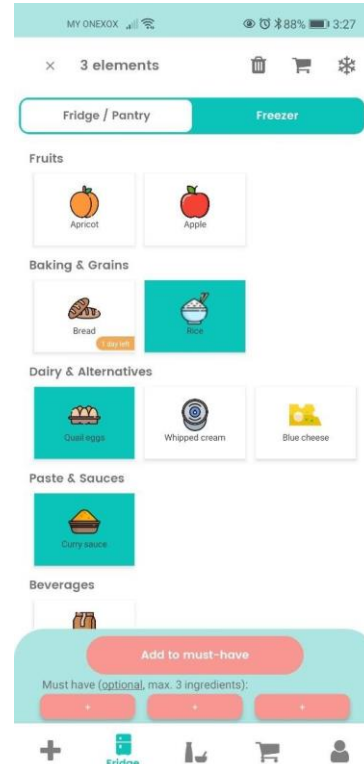 MY ONEXOX 88% 3:27
× 3 elements
Fridge / Pantry Freezer
Fruits
Apricot Apple
Baking & Grains
Bread Rice
1 day left
Dairy & Alternatives
Quail eggs Whipped cream Blue cheese
Paste & Sauces
Curry sauce
Beverages
Add to must-have
Must have (optional, max. 3 ingredients):
+ + +
Fridge